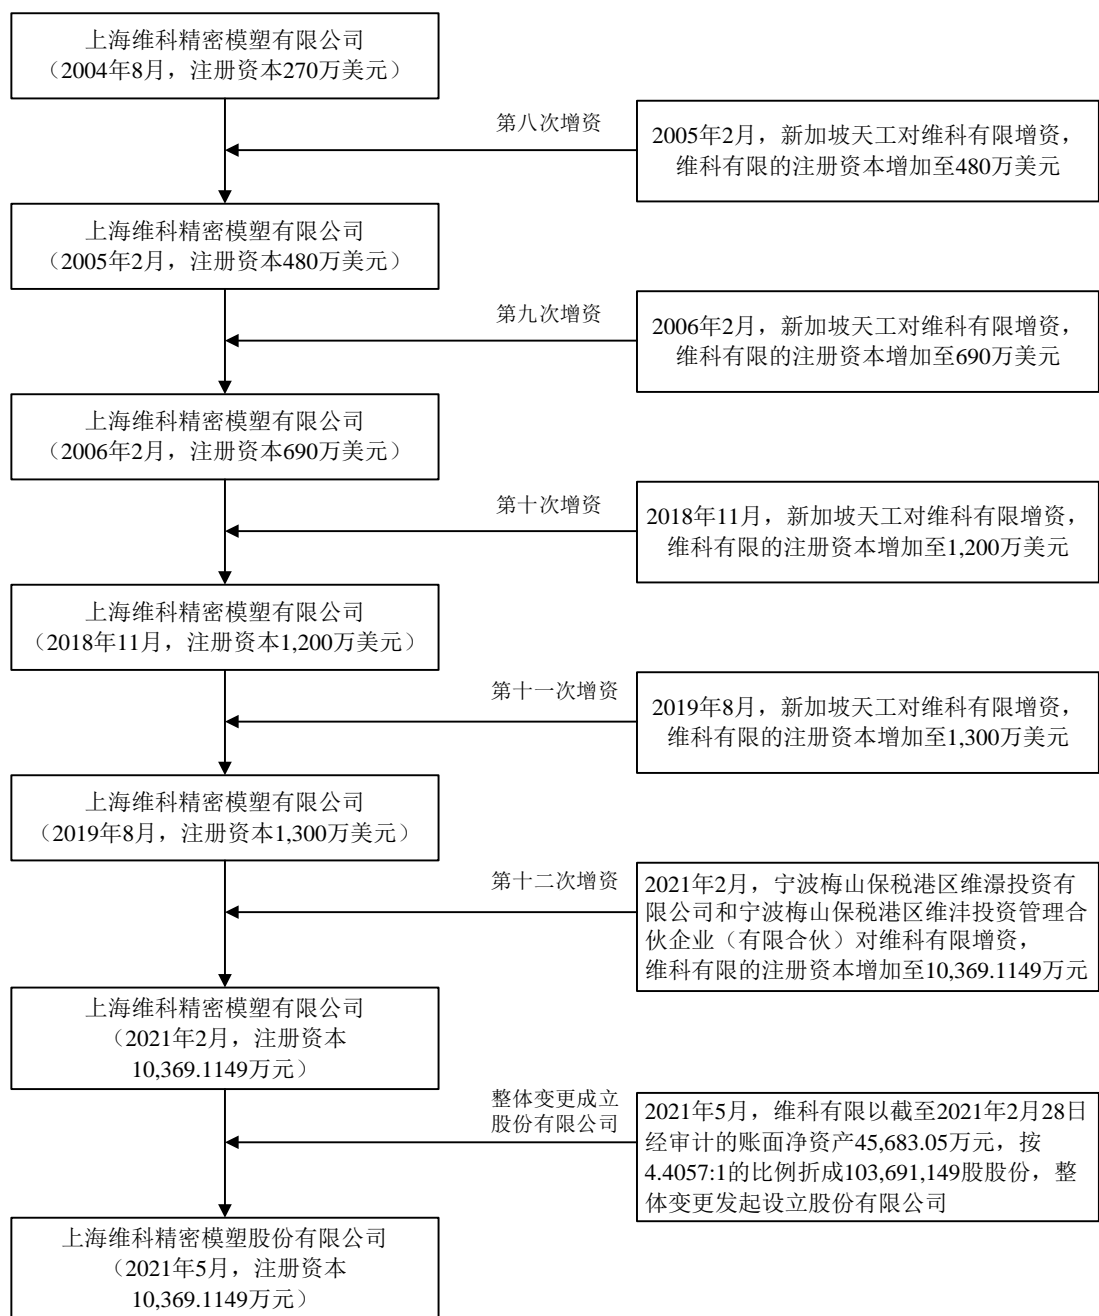 上海维科精密模塑有限公司
（2004年8月，注册资本270万美元）
第八次增资
2005年2月，新加坡天工对维科有限增资，
维科有限的注册资本增加至480万美元
上海维科精密模塑有限公司
（2005年2月，注册资本480万美元）
第九次增资
2006年2月，新加坡天工对维科有限增资，
维科有限的注册资本增加至690万美元
上海维科精密模塑有限公司
（2006年2月，注册资本690万美元）
第十次增资
2018年11月，新加坡天工对维科有限增资，
维科有限的注册资本增加至1,200万美元
上海维科精密模塑有限公司
（2018年11月，注册资本1,200万美元）
第十一次增资
2019年8月，新加坡天工对维科有限增资，
维科有限的注册资本增加至1,300万美元
上海维科精密模塑有限公司
（2019年8月，注册资本1,300万美元）
第十二次增资
2021年2月，宁波梅山保税港区维澋投资有
限公司和宁波梅山保税港区维沣投资管理合
伙企业（有限合伙）对维科有限增资，
维科有限的注册资本增加至10,369.1149万元
上海维科精密模塑有限公司
（2021年2月，注册资本
10,369.1149万元）
整体变更成立
股份有限公司
2021年5月，维科有限以截至2021年2月28日
经审计的账面净资产45,683.05万元，按
4.4057:1的比例折成103,691,149股股份，整
体变更发起设立股份有限公司
上海维科精密模塑股份有限公司
（2021年5月，注册资本
10,369.1149万元）